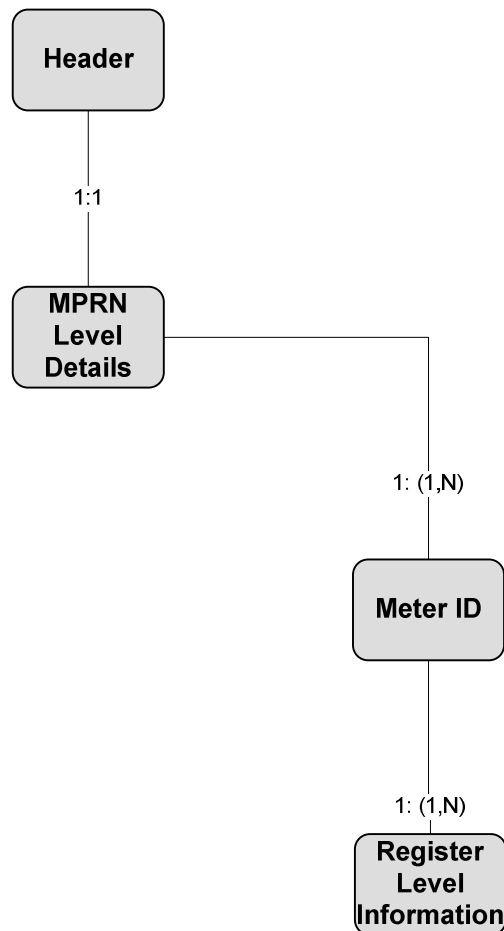 Header
1:1
MPRN
Level
Details
1: (1,N)
Meter ID
1: (1,N)
Register
Level
Information